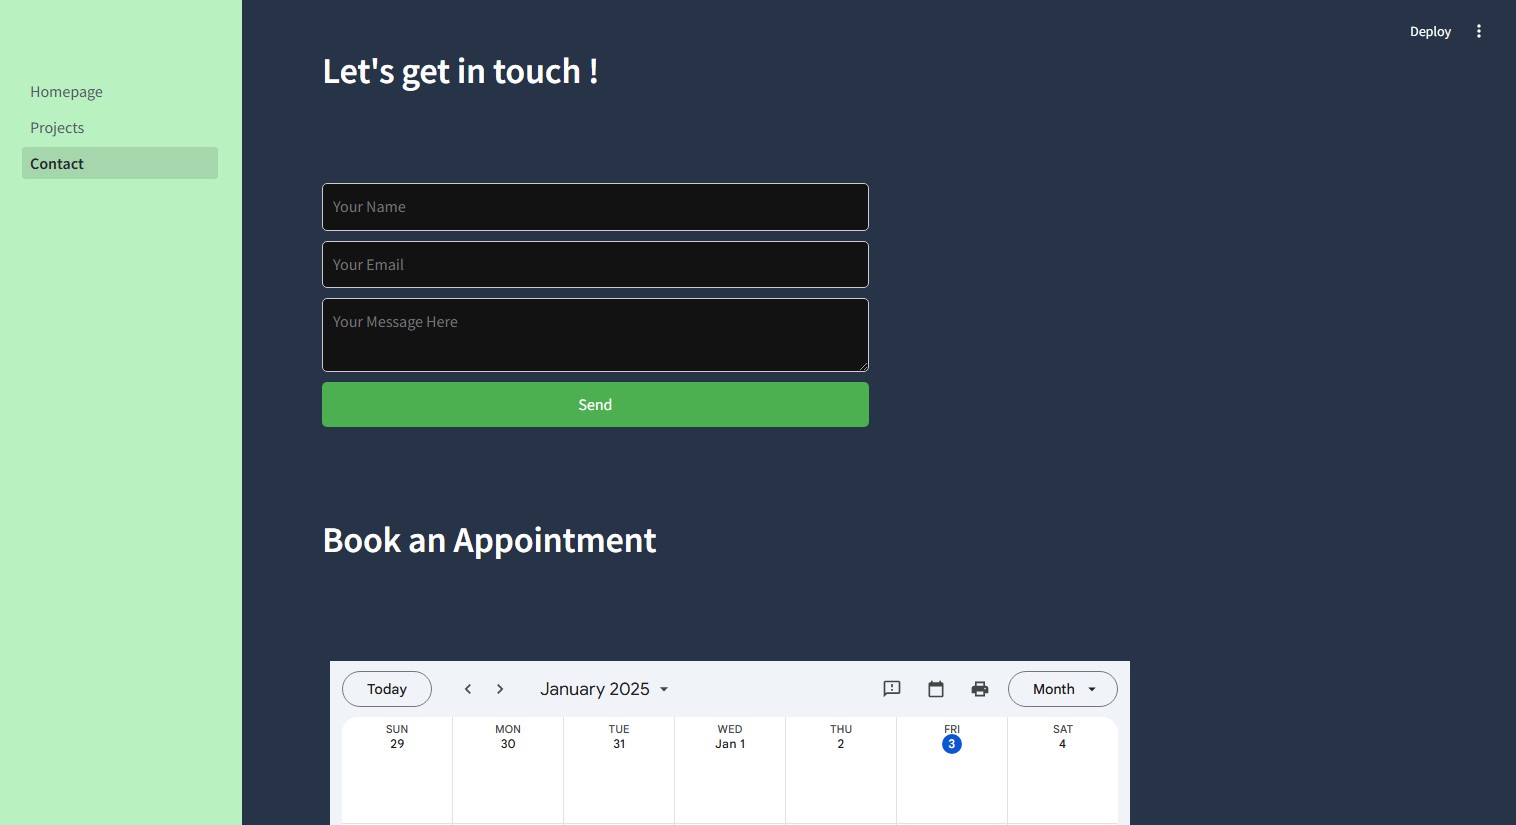 Deploy
Homepage
Projects
Contact
Let's get in touch !
Your Name
Your Email
Your Message Here
Send
Book an Appointment
Today January 2025 Month
SUN MON TUE WED THU FRI SAT
29 30 31 Jan 1 2 3 4